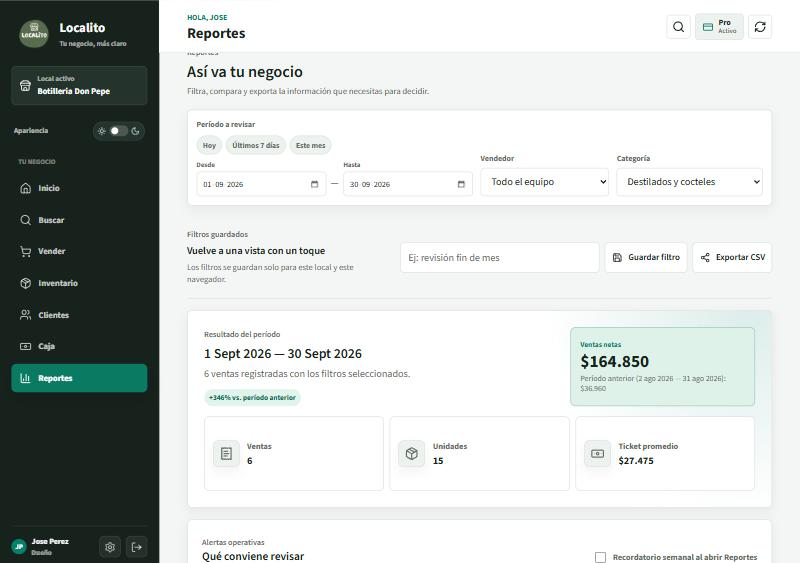 LOCALITO
Localito
Tu negocio, más claro
Local activo
Botilleria Don Pepe
Apariencia
TU NEGOCIO
Inicio
Buscar
Vender
Inventario
Clientes
Caja
Reportes
JP
Jose Perez
Dueño
HOLA, JOSE
Reportes
Pro
Activo
Reportes
Así va tu negocio
Filtra, compara y exporta la información que necesitas para decidir.
Período a revisar
Hoy
Últimos 7 días
Este mes
Desde
Hasta
Vendedor
Categoría
01-09-2026
—
30-09-2026
Todo el equipo
Destilados y cocteles
Filtros guardados
Vuelve a una vista con un toque
Los filtros se guardan solo para este local y este
navegador.
Ej: revisión fin de mes
Guardar filtro
Exportar CSV
Resultado del período
1 Sept 2026 — 30 Sept 2026
6 ventas registradas con los filtros seleccionados.
+346% vs. período anterior
Ventas netas
$164.850
Período anterior (2 ago 2026 — 31 ago 2026):
$36.960
Ventas
6
Unidades
15
Ticket promedio
$27.475
Alertas operativas
Qué conviene revisar
Recordatorio semanal al abrir Reportes